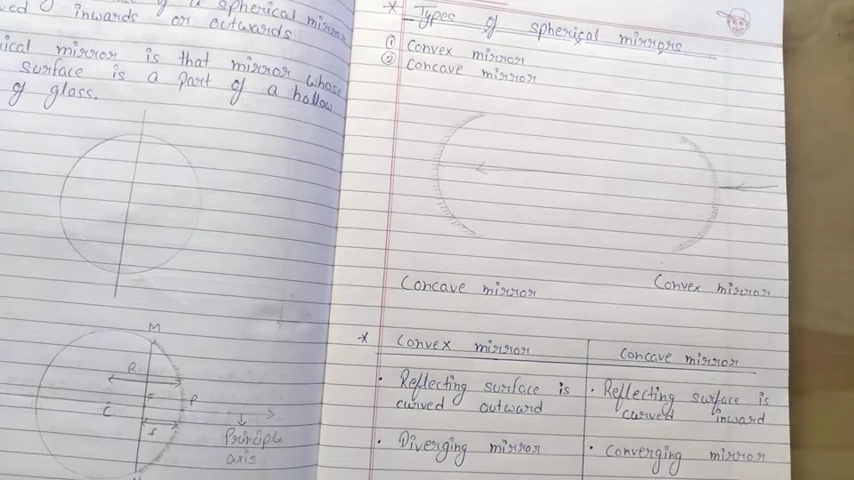 a spherical mirror
inwards or outwards
mirror is that mirror whose
surface is a part of a hollow
of glass.
M
R
F
P
C
f
Principle
axis
* Types of spherical mirrors
① Convex mirror
② Concave mirror
Concave mirror
Convex mirror
* Convex mirror
Concave mirror
• Reflecting surface is
curved outward
• Reflecting surface is
curved inward
• Diverging mirror
• Converging mirror